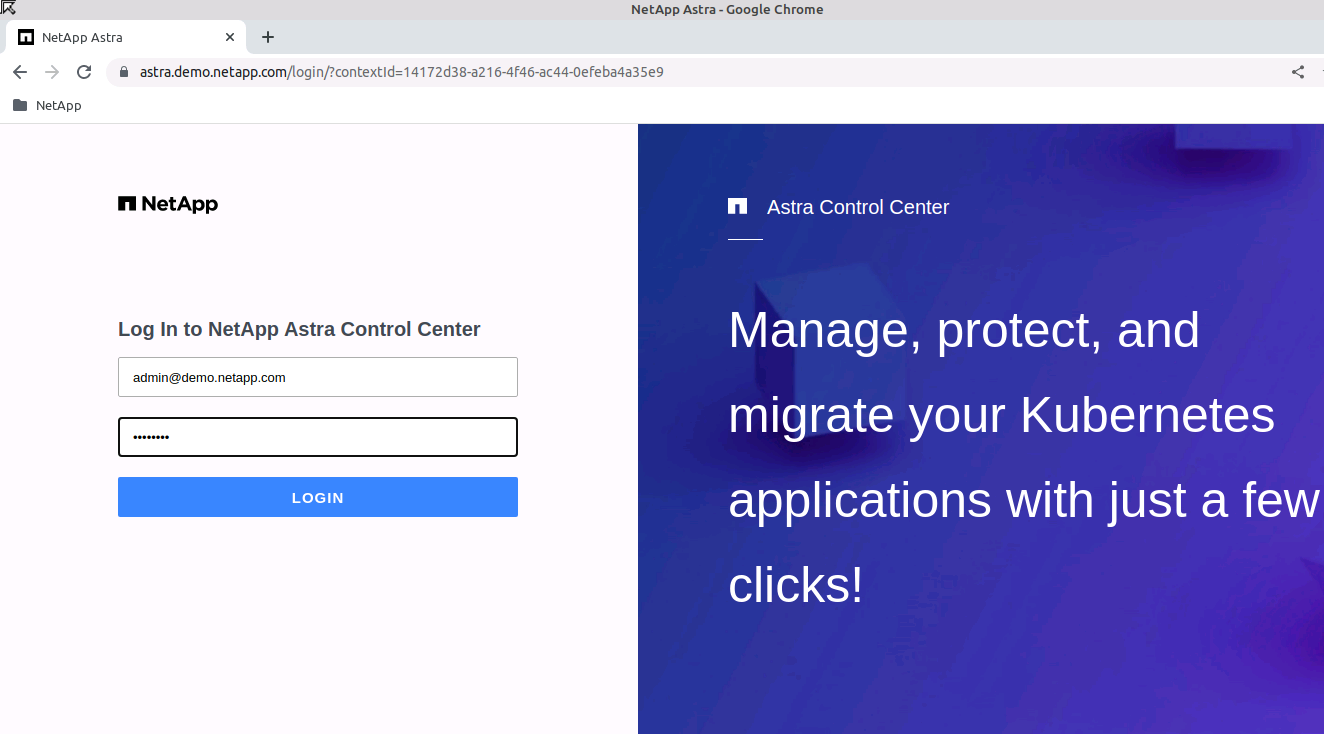 NetApp Astra - Google Chrome
NetApp Astra
astra.demo.netapp.com/login/?contextId=14172d38-a216-4f46-ac44-0efeba4a35e9
NetApp
NetApp
Log In to NetApp Astra Control Center
admin@demo.netapp.com
••••••••
LOGIN
Astra Control Center
Manage, protect, and
migrate your Kubernetes
applications with just a few
clicks!